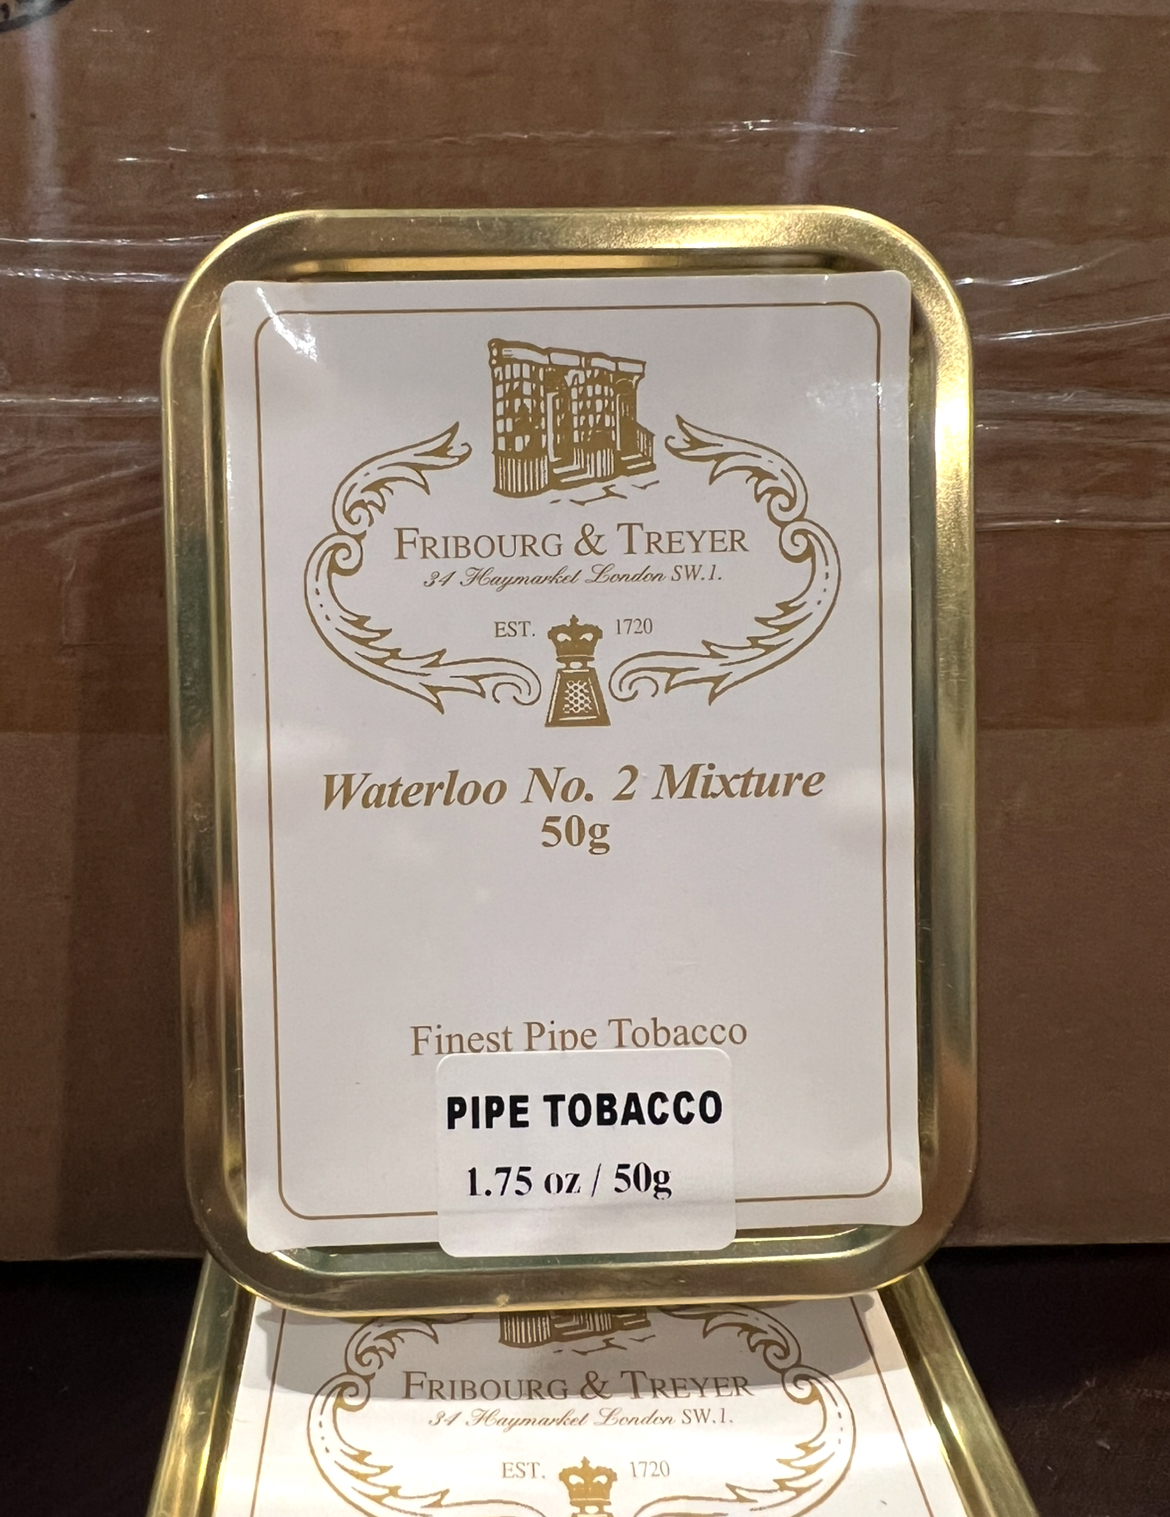 FRIBOURG & TREYER
34 Haymarket London SW.1.
EST. 1720
Waterloo No. 2 Mixture
50g
Finest Pipe Tobacco
PIPE TOBACCO
1.75 oz / 50g
FRIBOURG & TREYER
34 Haymarket London SW.1.
EST. 1720